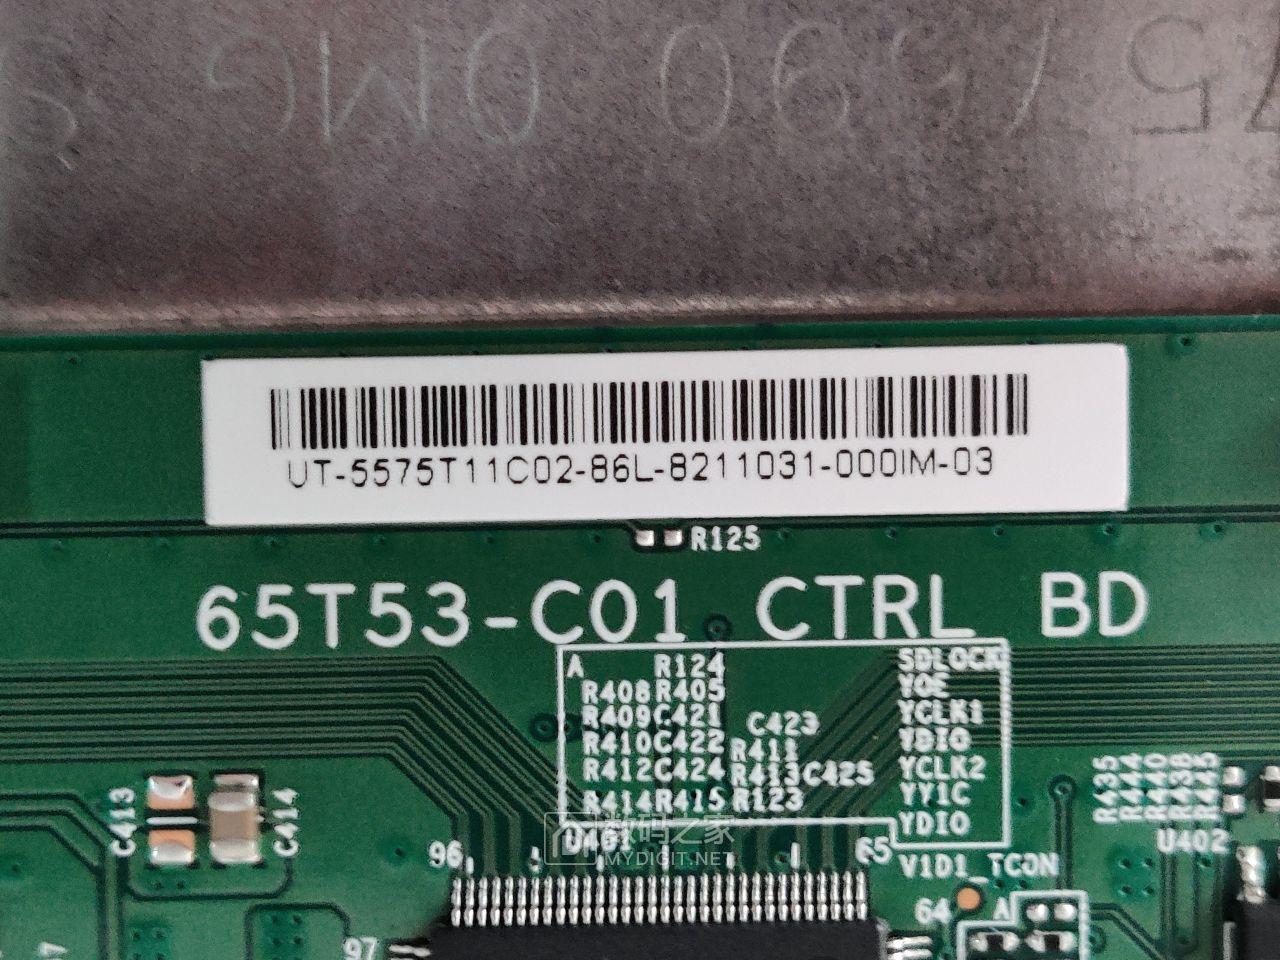 UT-5575T11C02-86L-8211031-000IM-03
R125
65T53-C01 CTRL BD
A R124 SDLOCK
R408 R405 YOE
R409 C421 C423 YCLK1
R410 C422 R411 YDIO
R412 C424 R413 C425 YCLK2
R414 R415 R123 YY1C
YDIO
C413 C414
R435 R444 R440 R438 R445
U401 U402
数码之家
MYDIGIT.NET
96 65 V1D1_TCON
64 A
97